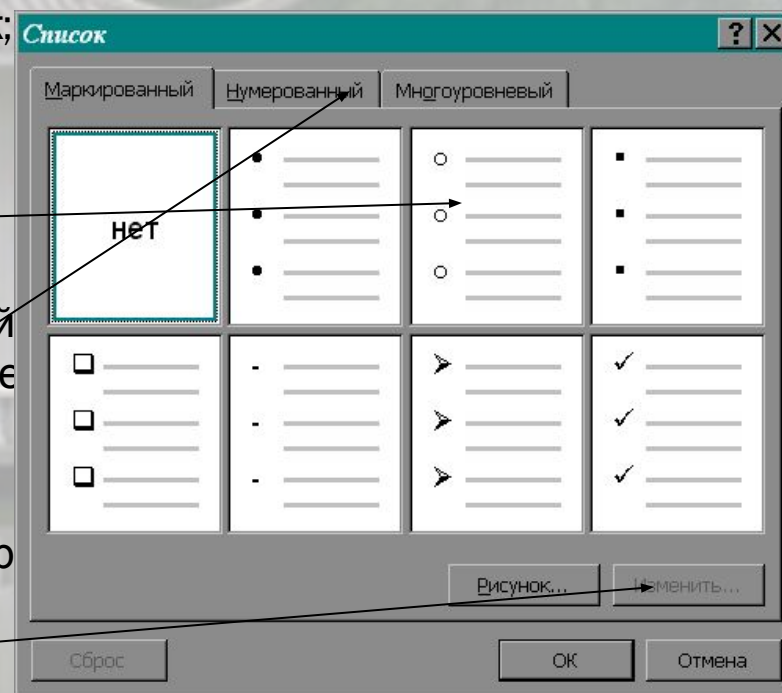 Список
Маркированный Нумерованный Многоуровневый
нет
й
е
р
Рисунок... Изменить...
Сброс ОК Отмена